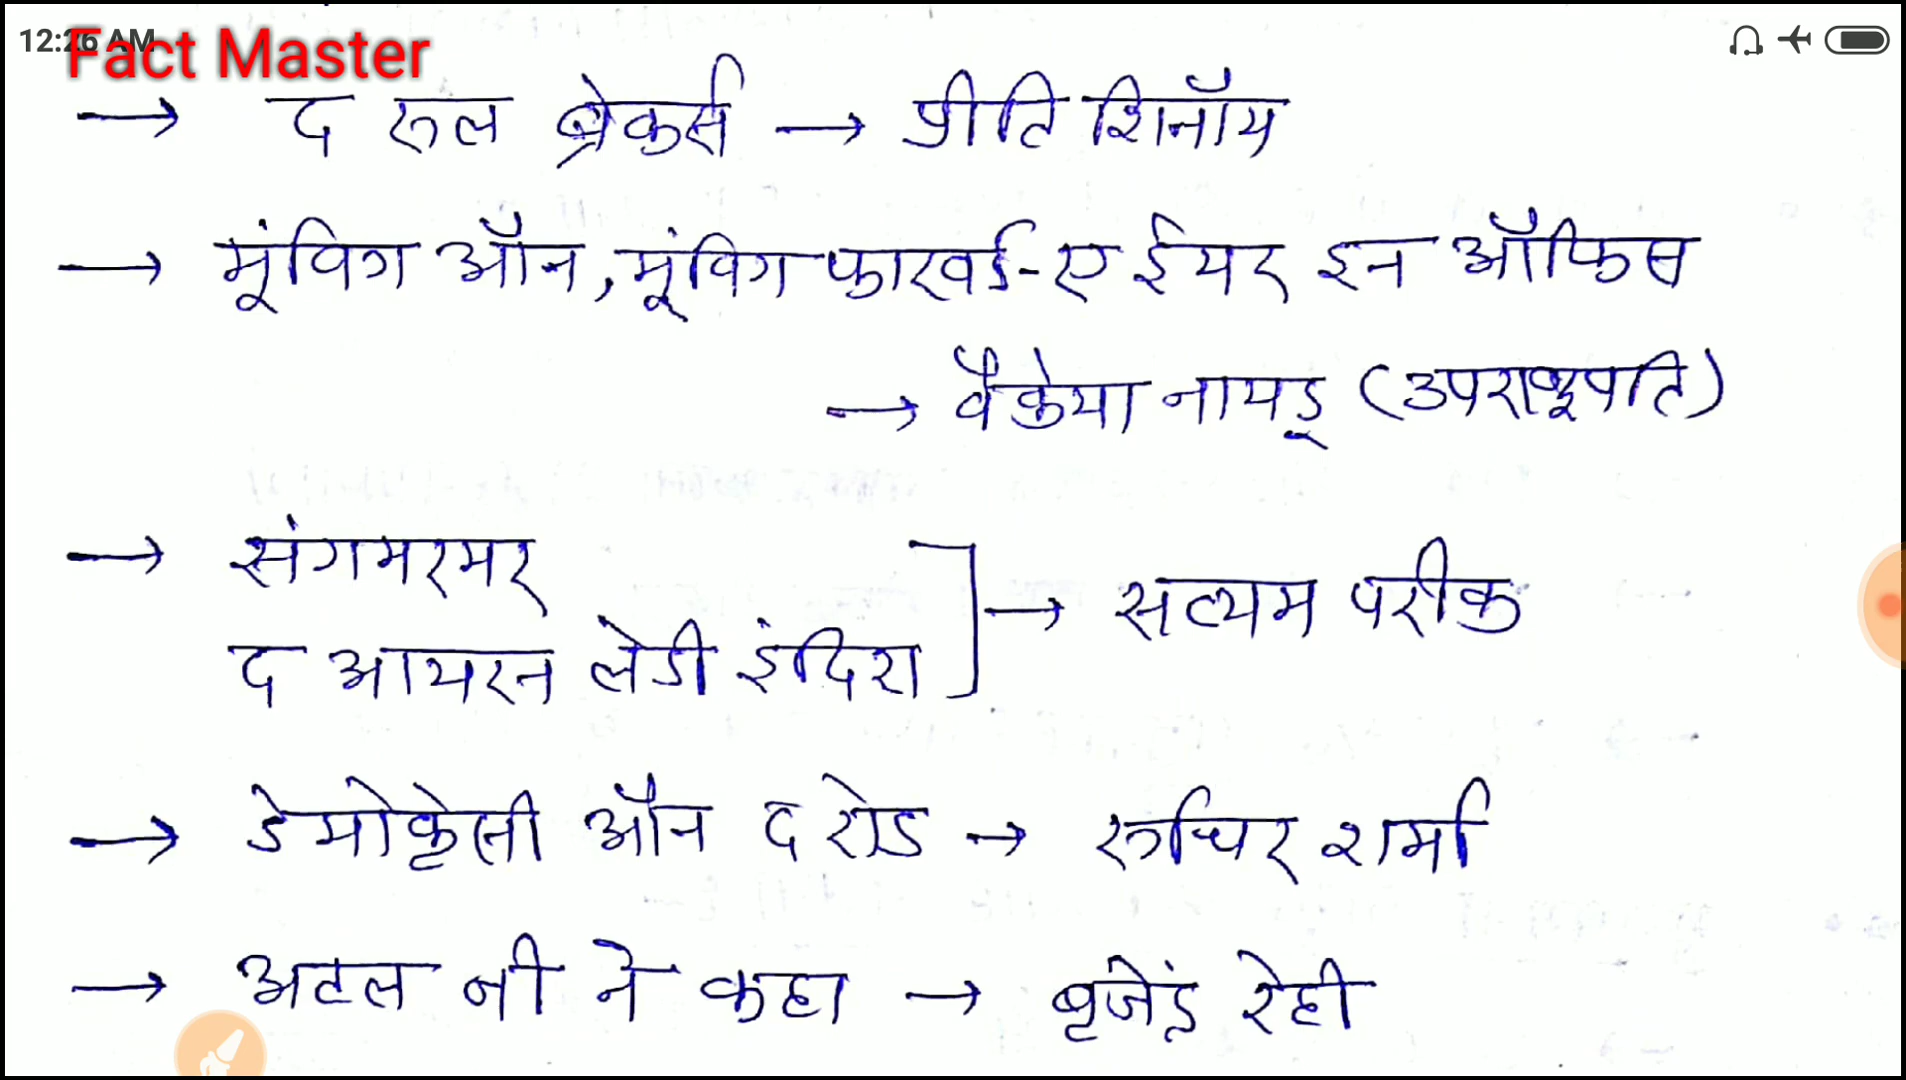 12:26 AM
Fact Master
→ द रूल ब्रेकर्स → प्रीति शिनॉय
→ मूंविग ऑन, मूंविग फारवर्ड-ए ईयर इन ऑफिस
→ वैकेया नायडू (उपराष्ट्रपति)
→ संगमरमर
द आयरन लेडी इंदिरा ] → सत्यम परीक
→ डेमोक्रेसी ऑन द रोड → रुचिर शर्मा
→ अटल जी ने कहा → बृजेंद्र रेही